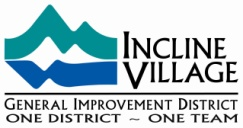 INCLINE
VILLAGE
GENERAL IMPROVEMENT DISTRICT
ONE DISTRICT ~ ONE TEAM